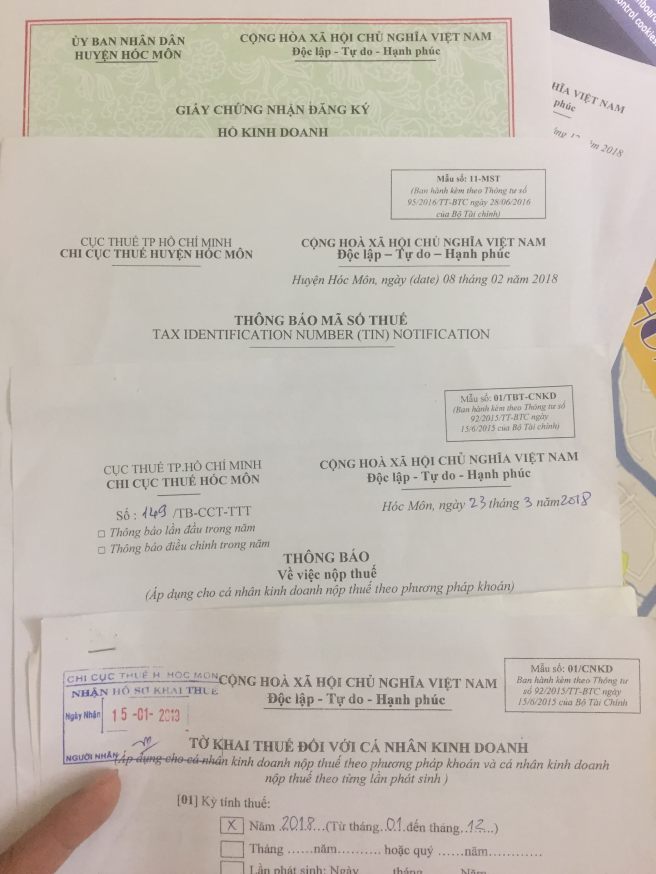 ỦY BAN NHÂN DÂN
HUYỆN HÓC MÔN
CỘNG HÒA XÃ HỘI CHỦ NGHĨA VIỆT NAM
Độc lập - Tự do - Hạnh phúc
GIẤY CHỨNG NHẬN ĐĂNG KÝ
HỘ KINH DOANH
control cookies
HĨA VIỆT NAM
phúc
năm 2018
Mẫu số: 11-MST
(Ban hành kèm theo Thông tư số
95/2016/TT-BTC ngày 28/06/2016
của Bộ Tài chính)
CỤC THUẾ TP HỒ CHÍ MINH
CHI CỤC THUẾ HUYỆN HÓC MÔN
CỘNG HOÀ XÃ HỘI CHỦ NGHĨA VIỆT NAM
Độc lập – Tự do – Hạnh phúc
Huyện Hóc Môn, ngày (date) 08 tháng 02 năm 2018
THÔNG BÁO MÃ SỐ THUẾ
TAX IDENTIFICATION NUMBER (TIN) NOTIFICATION
Mẫu số: 01/TBT-CNKD
(Ban hành kèm theo Thông tư số
92/2015/TT-BTC ngày
15/6/2015 của Bộ Tài chính)
CỤC THUẾ TP.HỒ CHÍ MINH
CHI CỤC THUẾ HÓC MÔN
CỘNG HOÀ XÃ HỘI CHỦ NGHĨA VIỆT NAM
Độc lập - Tự do - Hạnh phúc
Số : 149 /TB-CCT-TTT
Hóc Môn, ngày 23 tháng 3 năm 2018
Thông báo lần đầu trong năm
Thông báo điều chỉnh trong năm
THÔNG BÁO
Về việc nộp thuế
(Áp dụng cho cá nhân kinh doanh nộp thuế theo phương pháp khoán)
CHI CỤC THUẾ H. HÓC MÔN
NHẬN HỒ SƠ KHAI THUẾ
Ngày Nhận 15-01-2018
NGƯỜI NHẬN
CỘNG HOÀ XÃ HỘI CHỦ NGHĨA VIỆT NAM
Độc lập - Tự do - Hạnh phúc
Mẫu số: 01/CNKD
Ban hành kèm theo Thông tư
số 92/2015/TT-BTC ngày
15/6/2015 của Bộ Tài Chính
TỜ KHAI THUẾ ĐỐI VỚI CÁ NHÂN KINH DOANH
(Áp dụng cho cá nhân kinh doanh nộp thuế theo phương pháp khoán và cá nhân kinh doanh
nộp thuế theo từng lần phát sinh )
[01] Kỳ tính thuế:
X Năm .2018...(Từ tháng..01.đến tháng..12...)
Tháng ......năm.......... hoặc quý ......năm............
Lần phát sinh: Ngày tháng Năm